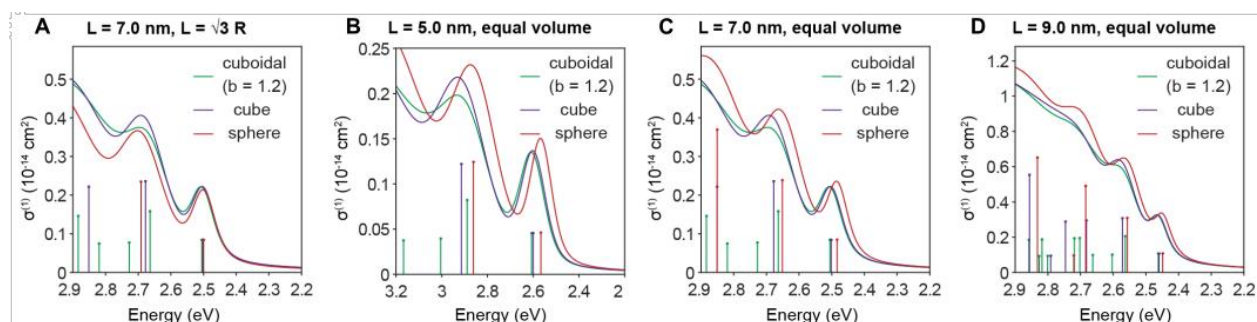 A L = 7.0 nm, L = √3 R
σ⁽¹⁾ (10⁻¹⁴ cm²)
0.5
0.4
0.3
0.2
0.1
0
cuboidal
(b = 1.2)
cube
sphere
2.9 2.8 2.7 2.6 2.5 2.4 2.3 2.2
Energy (eV)
B L = 5.0 nm, equal volume
σ⁽¹⁾ (10⁻¹⁴ cm²)
0.25
0.2
0.15
0.1
0.05
0
cuboidal
(b = 1.2)
cube
sphere
3.2 3 2.8 2.6 2.4 2.2 2
Energy (eV)
C L = 7.0 nm, equal volume
σ⁽¹⁾ (10⁻¹⁴ cm²)
0.5
0.4
0.3
0.2
0.1
0
cuboidal
(b = 1.2)
cube
sphere
2.9 2.8 2.7 2.6 2.5 2.4 2.3 2.2
Energy (eV)
D L = 9.0 nm, equal volume
σ⁽¹⁾ (10⁻¹⁴ cm²)
1.2
1
0.8
0.6
0.4
0.2
0
cuboidal
(b = 1.2)
cube
sphere
2.9 2.8 2.7 2.6 2.5 2.4 2.3 2.2
Energy (eV)